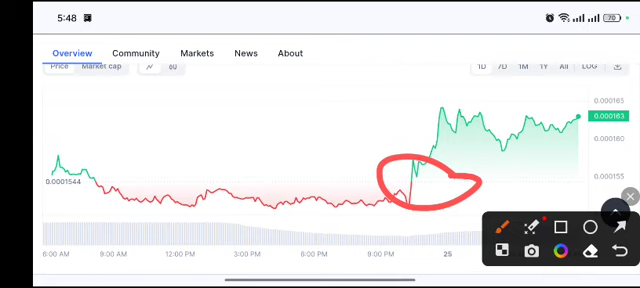 5:48 70
Overview Community Markets News About
Price Market cap 1D 7D 1M 1Y All LOG
0.000165
0.000163
0.000160
0.000155
0.0001544
6:00 AM 9:00 AM 12:00 PM 3:00 PM 6:00 PM 9:00 PM 25